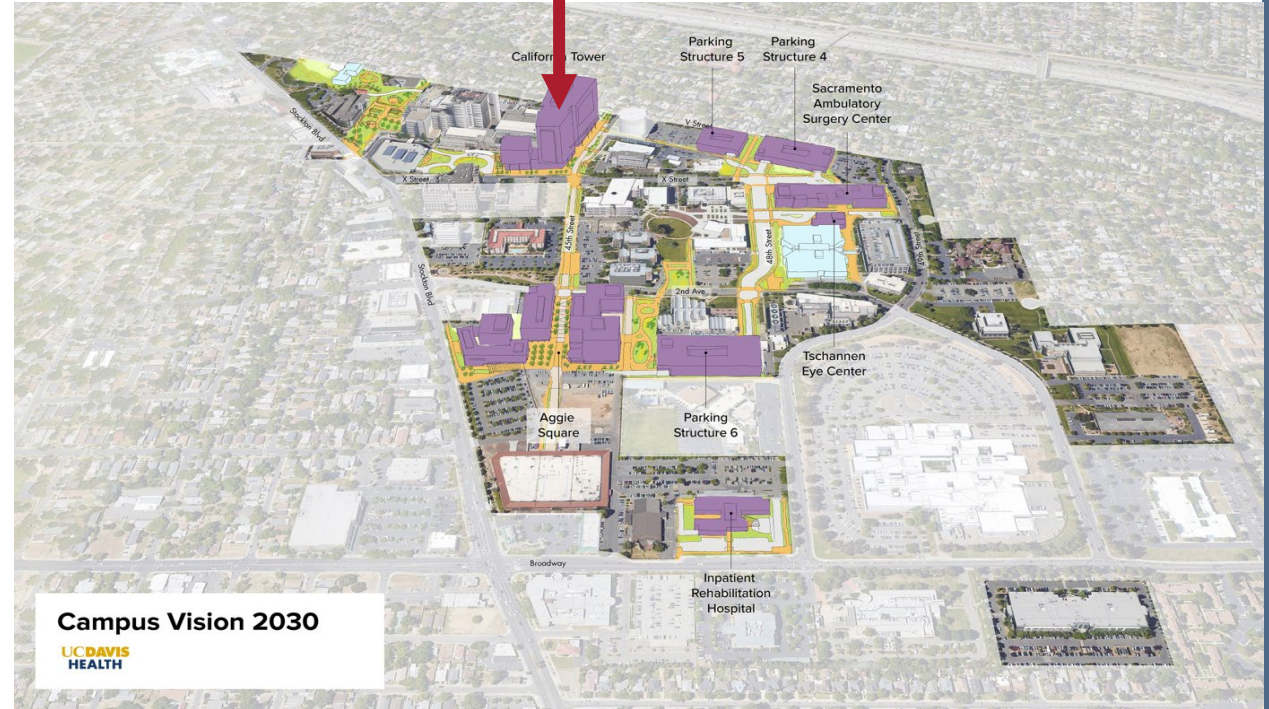 California Tower
Parking
Structure 5
Parking
Structure 4
Sacramento
Ambulatory
Surgery Center
Stockton Blvd
V Street
X Street
X Street
45th Street
48th Street
49th Street
Stockton Blvd
2nd Ave
Tschannen
Eye Center
Aggie
Square
Parking
Structure 6
Broadway
Inpatient
Rehabilitation
Hospital
Campus Vision 2030
UCDAVIS
HEALTH